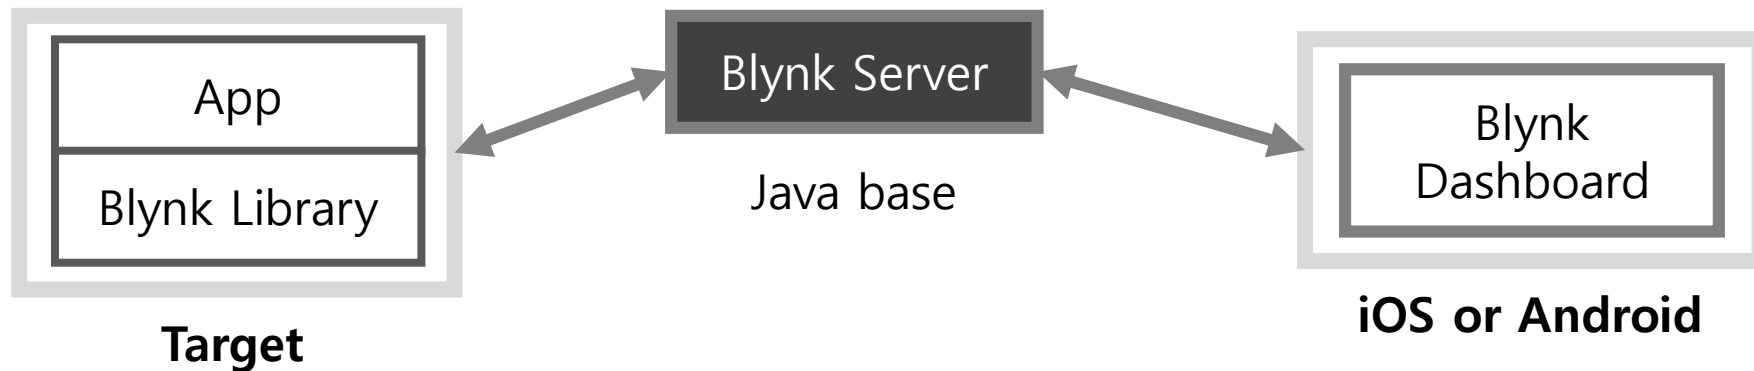 App
Blynk Library
Target
Blynk Server
Java base
Blynk
Dashboard
iOS or Android